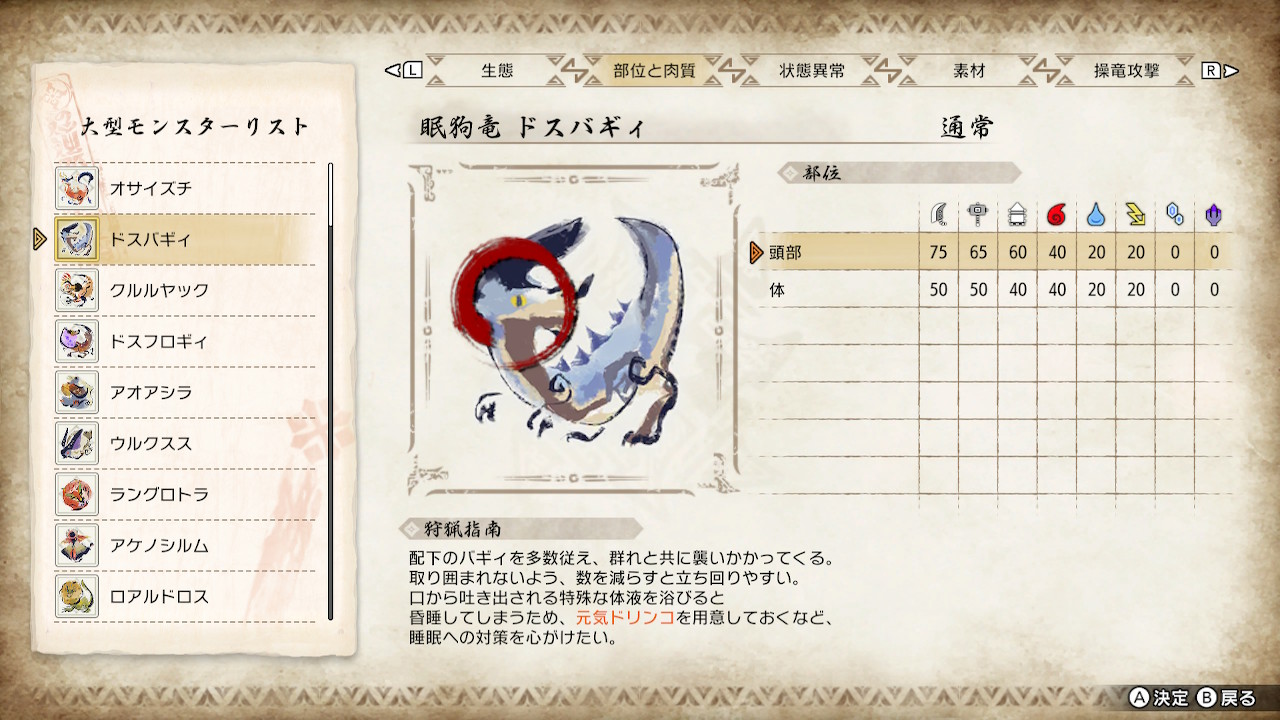 L
生態
部位と肉質
状態異常
素材
操竜攻撃
R
大型モンスターリスト
オサイズチ
ドスバギィ
クルルヤック
ドスフロギィ
アオアシラ
ウルクスス
ラングロトラ
アケノシルム
ロアルドロス
眠狗竜 ドスバギィ
通常
部位
頭部 75 65 60 40 20 20 0 0
体 50 50 40 40 20 20 0 0
狩猟指南
配下のバギィを多数従え、群れと共に襲いかかってくる。
取り囲まれないよう、数を減らすと立ち回りやすい。
口から吐き出される特殊な体液を浴びると
昏睡してしまうため、元気ドリンコを用意しておくなど、
睡眠への対策を心がけたい。
A 決定 B 戻る